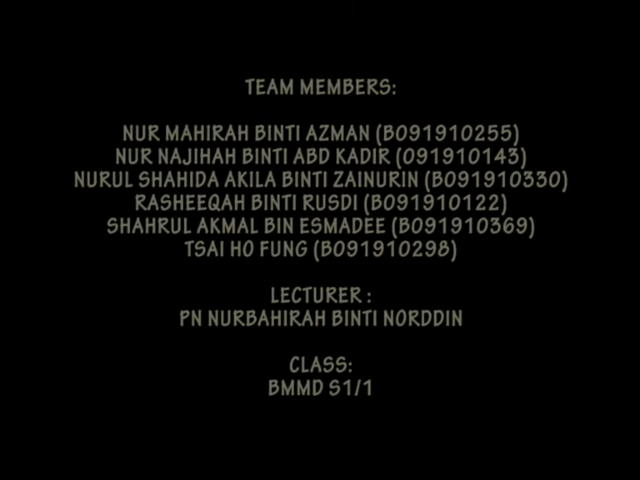 TEAM MEMBERS:
NUR MAHIRAH BINTI AZMAN (B091910255)
NUR NAJIHAH BINTI ABD KADIR (091910143)
NURUL SHAHIDA AKILA BINTI ZAINURIN (B091910330)
RASHEEQAH BINTI RUSDI (B091910122)
SHAHRUL AKMAL BIN ESMADEE (B091910369)
TSAI HO FUNG (B091910298)
LECTURER :
PN NURBAHIRAH BINTI NORDDIN
CLASS:
BMMD S1/1